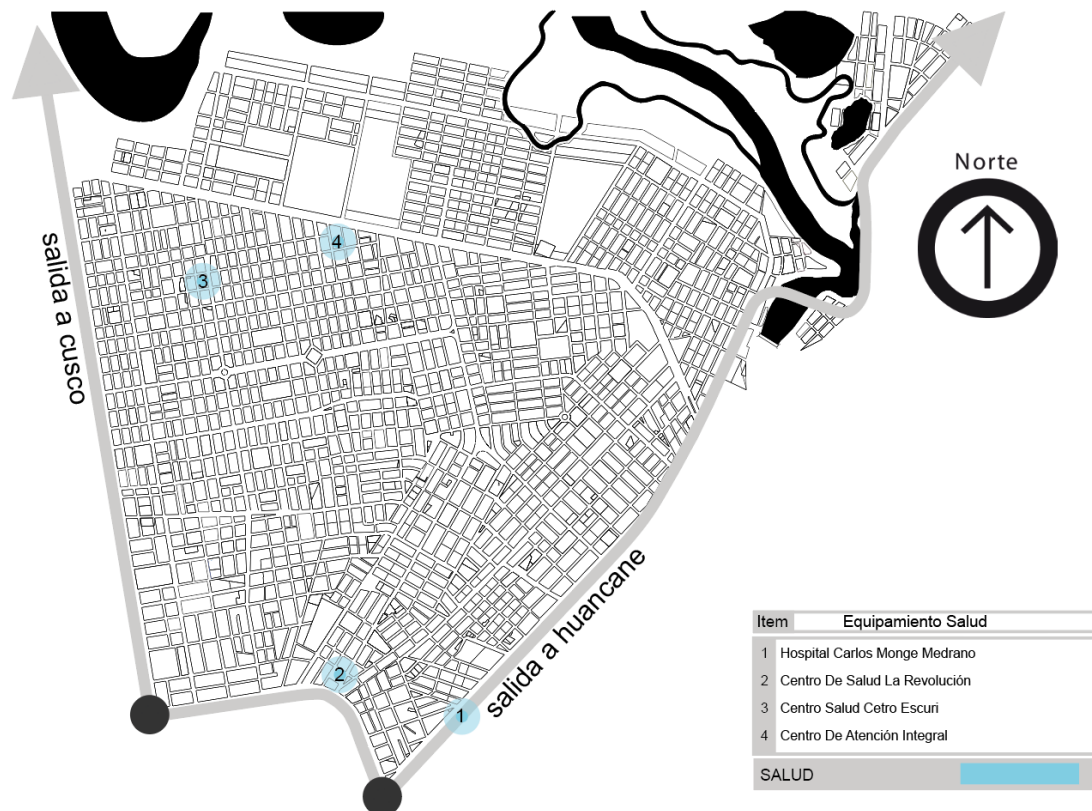 Norte
salida a cusco
4
3
salida a huancane
2
1
Item Equipamiento Salud
1 Hospital Carlos Monge Medrano
2 Centro De Salud La Revolución
3 Centro Salud Cetro Escuri
4 Centro De Atención Integral
SALUD